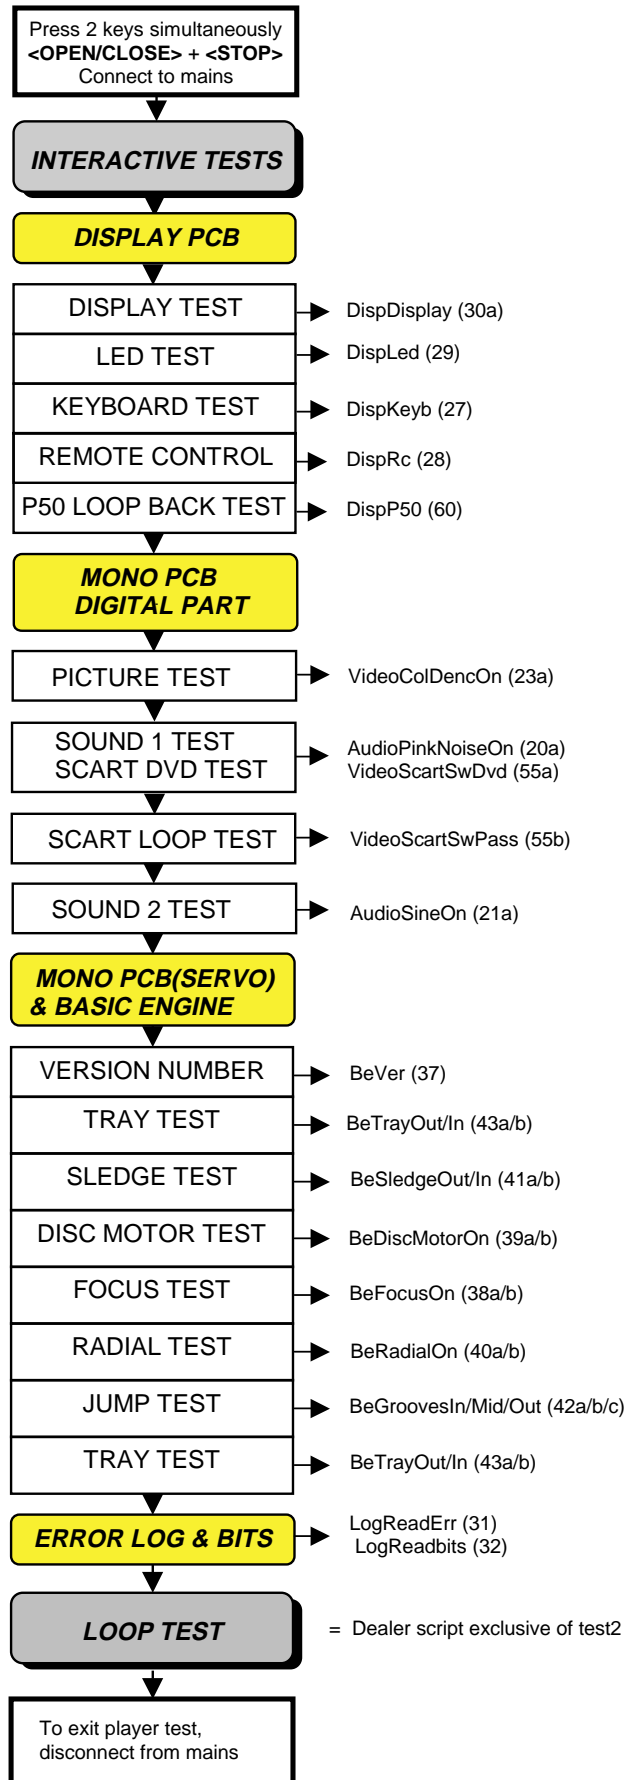 Press 2 keys simultaneously
<OPEN/CLOSE> + <STOP>
Connect to mains
INTERACTIVE TESTS
DISPLAY PCB
DISPLAY TEST
DispDisplay (30a)
LED TEST
DispLed (29)
KEYBOARD TEST
DispKeyb (27)
REMOTE CONTROL
DispRc (28)
P50 LOOP BACK TEST
DispP50 (60)
MONO PCB
DIGITAL PART
PICTURE TEST
VideoColDencOn (23a)
SOUND 1 TEST
SCART DVD TEST
AudioPinkNoiseOn (20a)
VideoScartSwDvd (55a)
SCART LOOP TEST
VideoScartSwPass (55b)
SOUND 2 TEST
AudioSineOn (21a)
MONO PCB(SERVO)
& BASIC ENGINE
VERSION NUMBER
BeVer (37)
TRAY TEST
BeTrayOut/In (43a/b)
SLEDGE TEST
BeSledgeOut/In (41a/b)
DISC MOTOR TEST
BeDiscMotorOn (39a/b)
FOCUS TEST
BeFocusOn (38a/b)
RADIAL TEST
BeRadialOn (40a/b)
JUMP TEST
BeGroovesIn/Mid/Out (42a/b/c)
TRAY TEST
BeTrayOut/In (43a/b)
ERROR LOG & BITS
LogReadErr (31)
LogReadbits (32)
LOOP TEST
= Dealer script exclusive of test2
To exit player test,
disconnect from mains